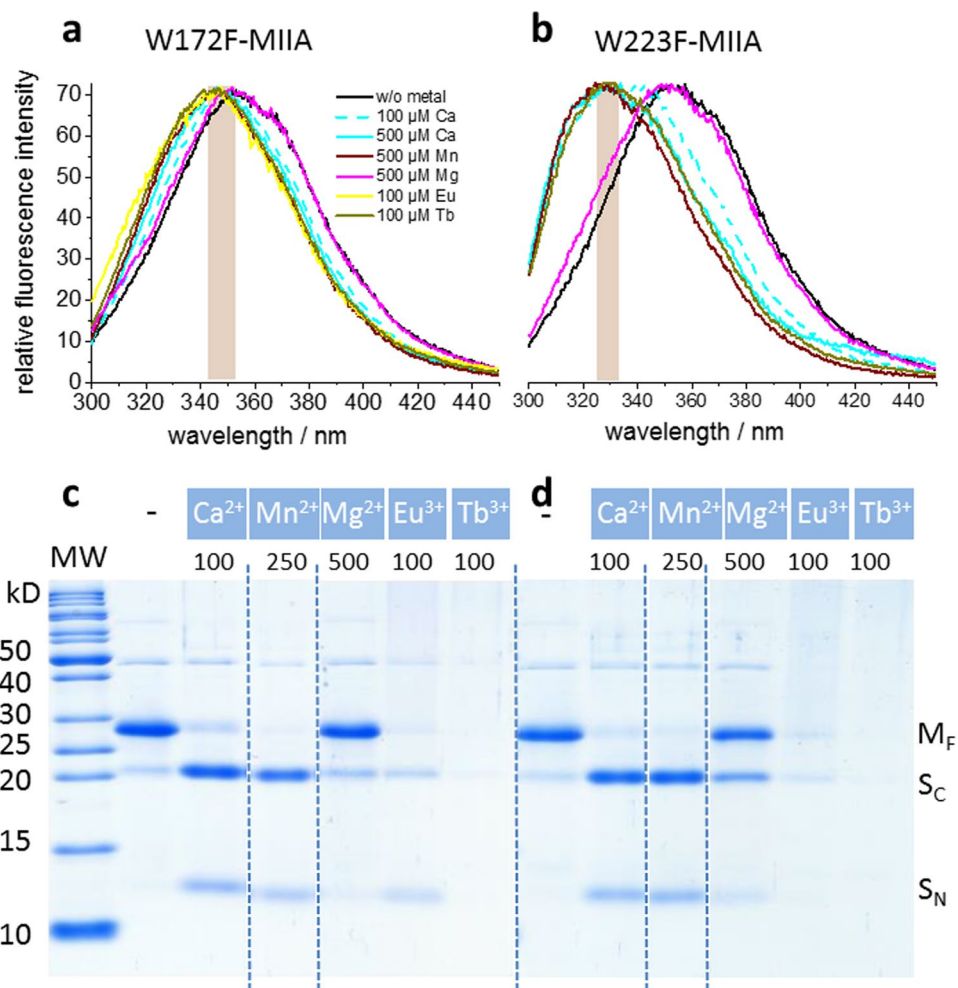 a
W172F-MIIA
b
W223F-MIIA
relative fluorescence intensity
70
60
50
40
30
20
10
0
300 320 340 360 380 400 420 440
wavelength / nm
w/o metal
100 µM Ca
500 µM Ca
500 µM Mn
500 µM Mg
100 µM Eu
100 µM Tb
300 320 340 360 380 400 420 440
wavelength / nm
c
- Ca²⁺ Mn²⁺ Mg²⁺ Eu³⁺ Tb³⁺
d
- Ca²⁺ Mn²⁺ Mg²⁺ Eu³⁺ Tb³⁺
MW 100 250 500 100 100 100 250 500 100 100
kD
50
40
30
25
20
15
10
M_F
S_C
S_N